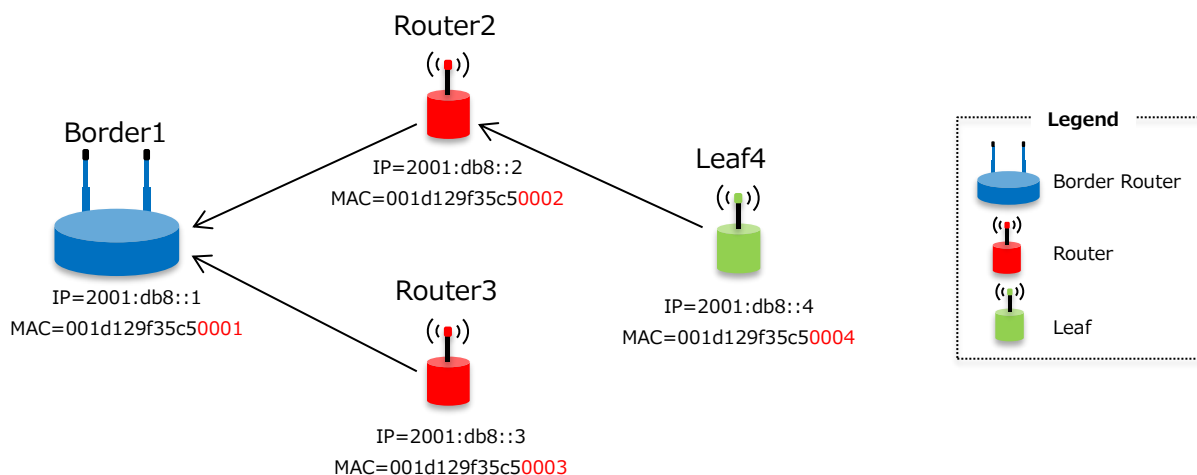 Router2
IP=2001:db8::2
MAC=001d129f35c50002
Border1
IP=2001:db8::1
MAC=001d129f35c50001
Router3
IP=2001:db8::3
MAC=001d129f35c50003
Leaf4
IP=2001:db8::4
MAC=001d129f35c50004
Legend
Border Router
Router
Leaf